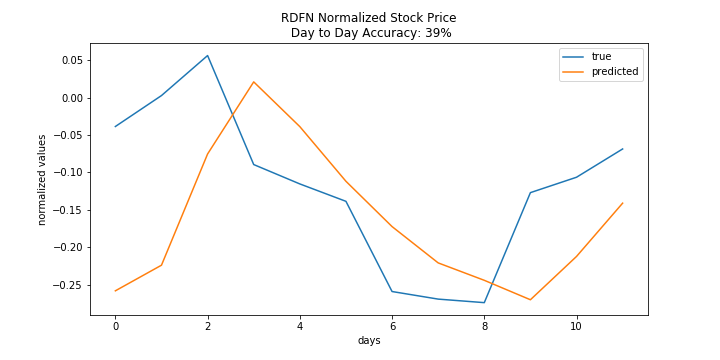 RDFN Normalized Stock Price
Day to Day Accuracy: 39%
true
predicted
normalized values
0.05
0.00
−0.05
−0.10
−0.15
−0.20
−0.25
0
2
4
6
8
10
days